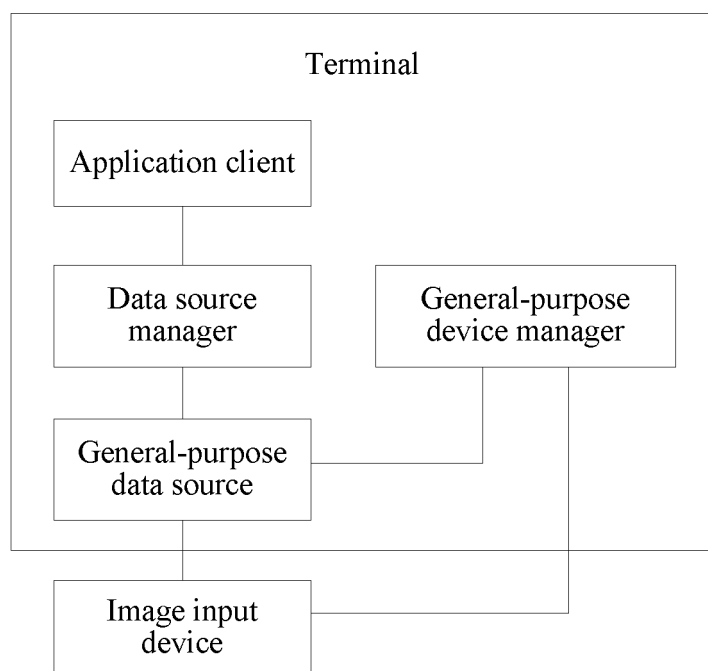 Terminal
Application client
Data source
manager
General-purpose
device manager
General-purpose
data source
Image input
device